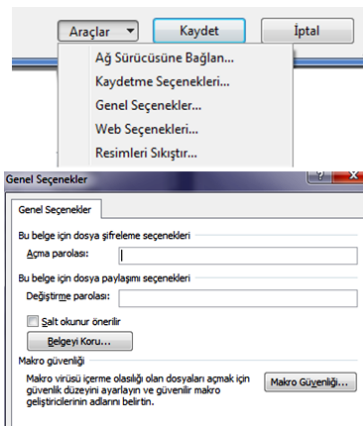 Araçlar Kaydet İptal
Ağ Sürücüsüne Bağlan...
Kaydetme Seçenekleri...
Genel Seçenekler...
Web Seçenekleri...
Resimleri Sıkıştır...
Genel Seçenekler
Genel Seçenekler
Bu belge için dosya şifreleme seçenekleri
Açma parolası:
Bu belge için dosya paylaşımı seçenekleri
Değiştirme parolası:
Salt okunur önerilir
Belgeyi Koru...
Makro güvenliği
Makro virüsü içerme olasılığı olan dosyaları açmak için
güvenlik düzeyini ayarlayın ve güvenilir makro
geliştiricilerinin adlarını belirtin.
Makro Güvenliği...